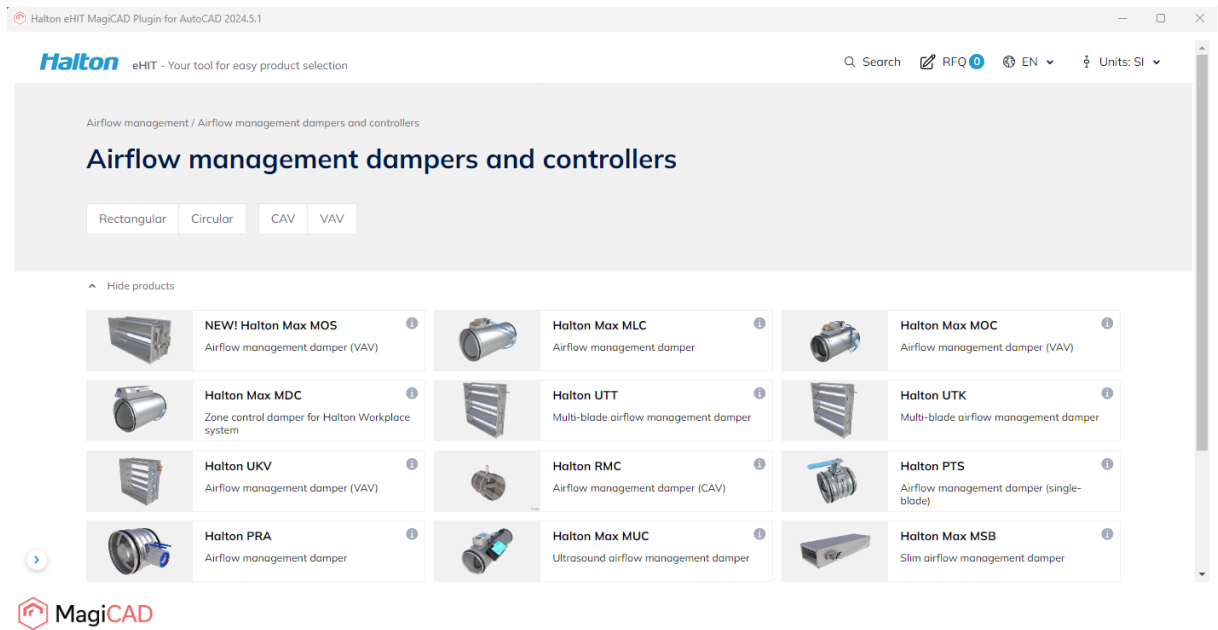 Halton eHIT MagiCAD Plugin for AutoCAD 2024.5.1
Halton eHIT - Your tool for easy product selection
Search RFQ 0 EN Units: SI
Airflow management / Airflow management dampers and controllers
Airflow management dampers and controllers
Rectangular Circular CAV VAV
Hide products
NEW! Halton Max MOS
Airflow management damper (VAV)
Halton Max MLC
Airflow management damper
Halton Max MOC
Airflow management damper (VAV)
Halton Max MDC
Zone control damper for Halton Workplace
system
Halton UTT
Multi-blade airflow management damper
Halton UTK
Multi-blade airflow management damper
Halton UKV
Airflow management damper (VAV)
Halton RMC
Airflow management damper (CAV)
Halton PTS
Airflow management damper (single-
blade)
Halton PRA
Airflow management damper
Halton Max MUC
Ultrasound airflow management damper
Halton Max MSB
Slim airflow management damper
MagiCAD